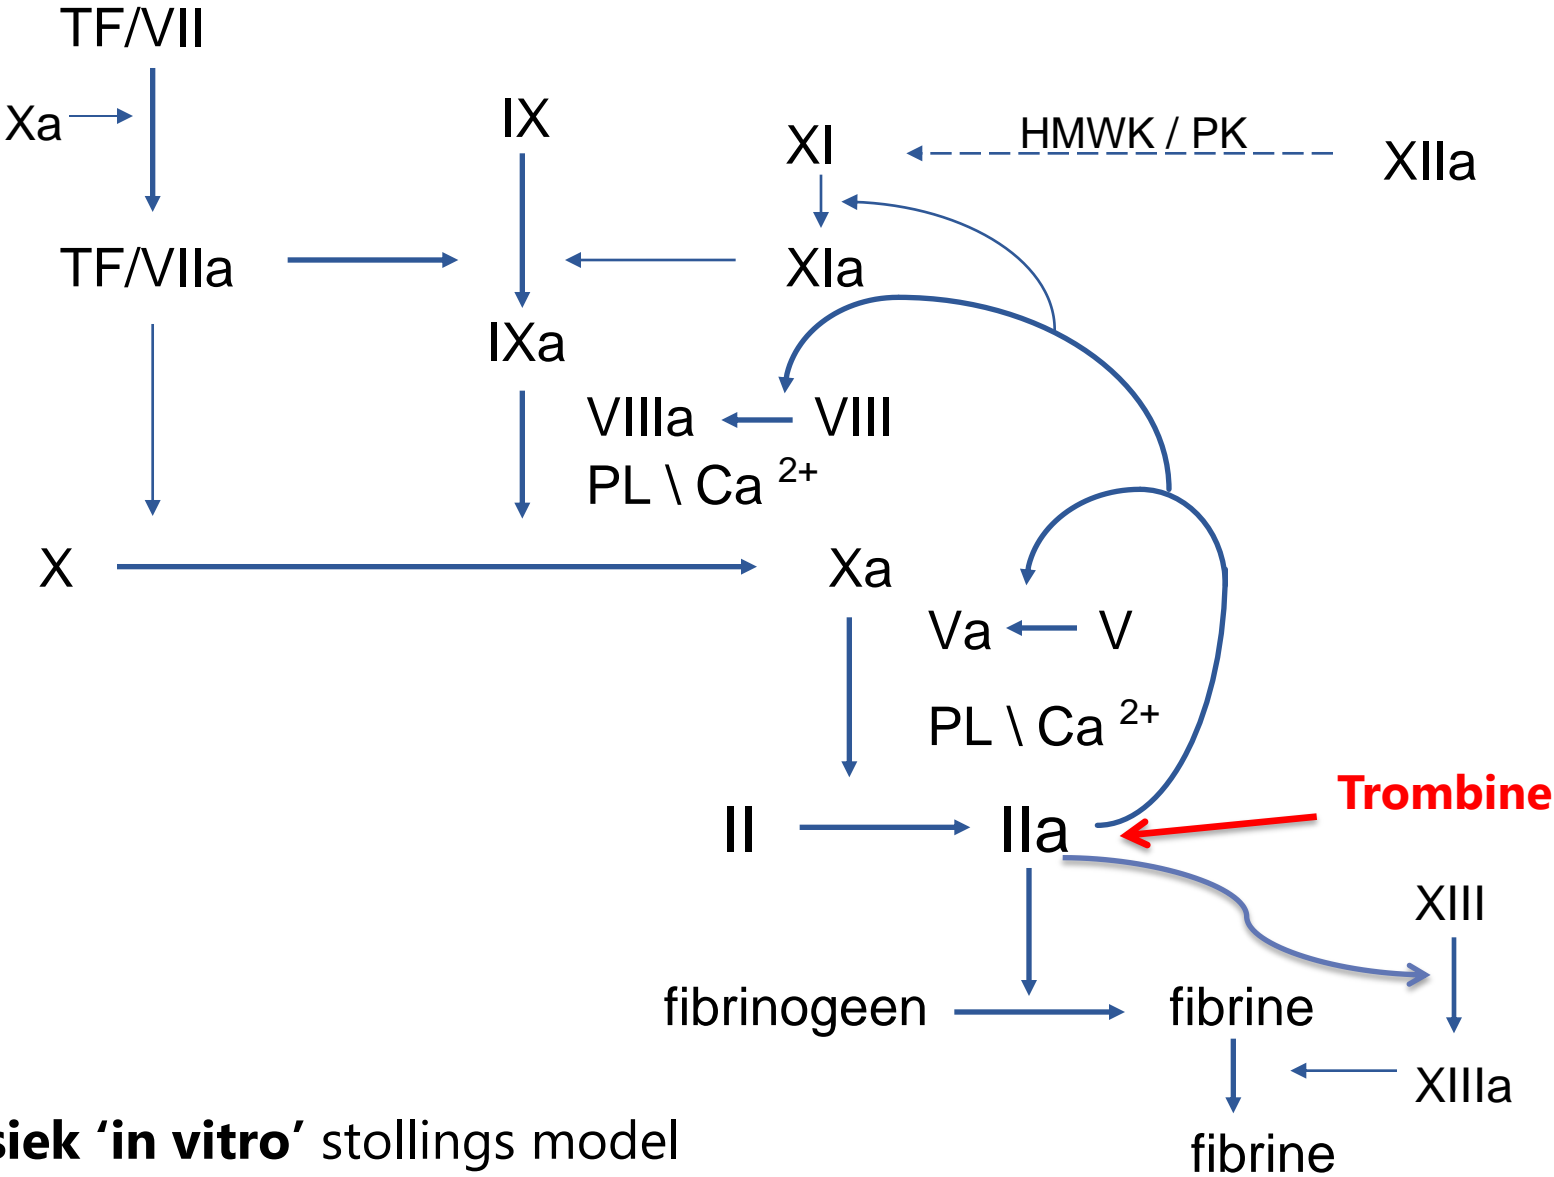 TF/VII
Xa
IX
XI
HMWK / PK
XIIa
TF/VIIa
XIa
IXa
VIIIa
VIII
PL \ Ca 2+
X
Xa
Va
V
PL \ Ca 2+
Trombine
II
IIa
XIII
fibrinogeen
fibrine
XIIIa
‘in vitro’ stollings model
fibrine